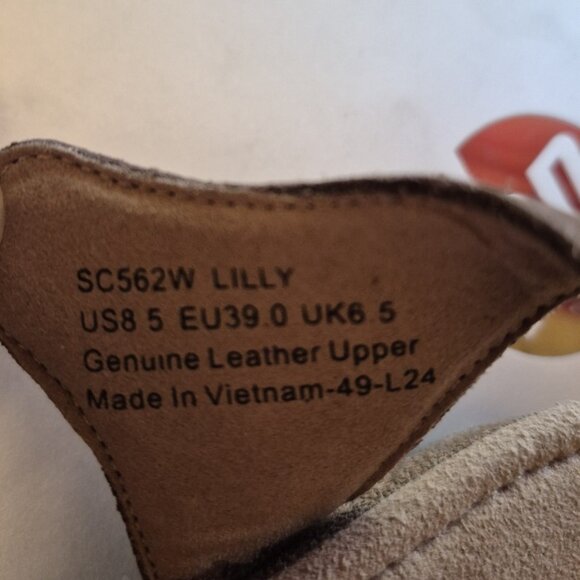 SC562W LILLY
US8 5 EU39.0 UK6 5
Genuine Leather Upper
Made In Vietnam-49-L24